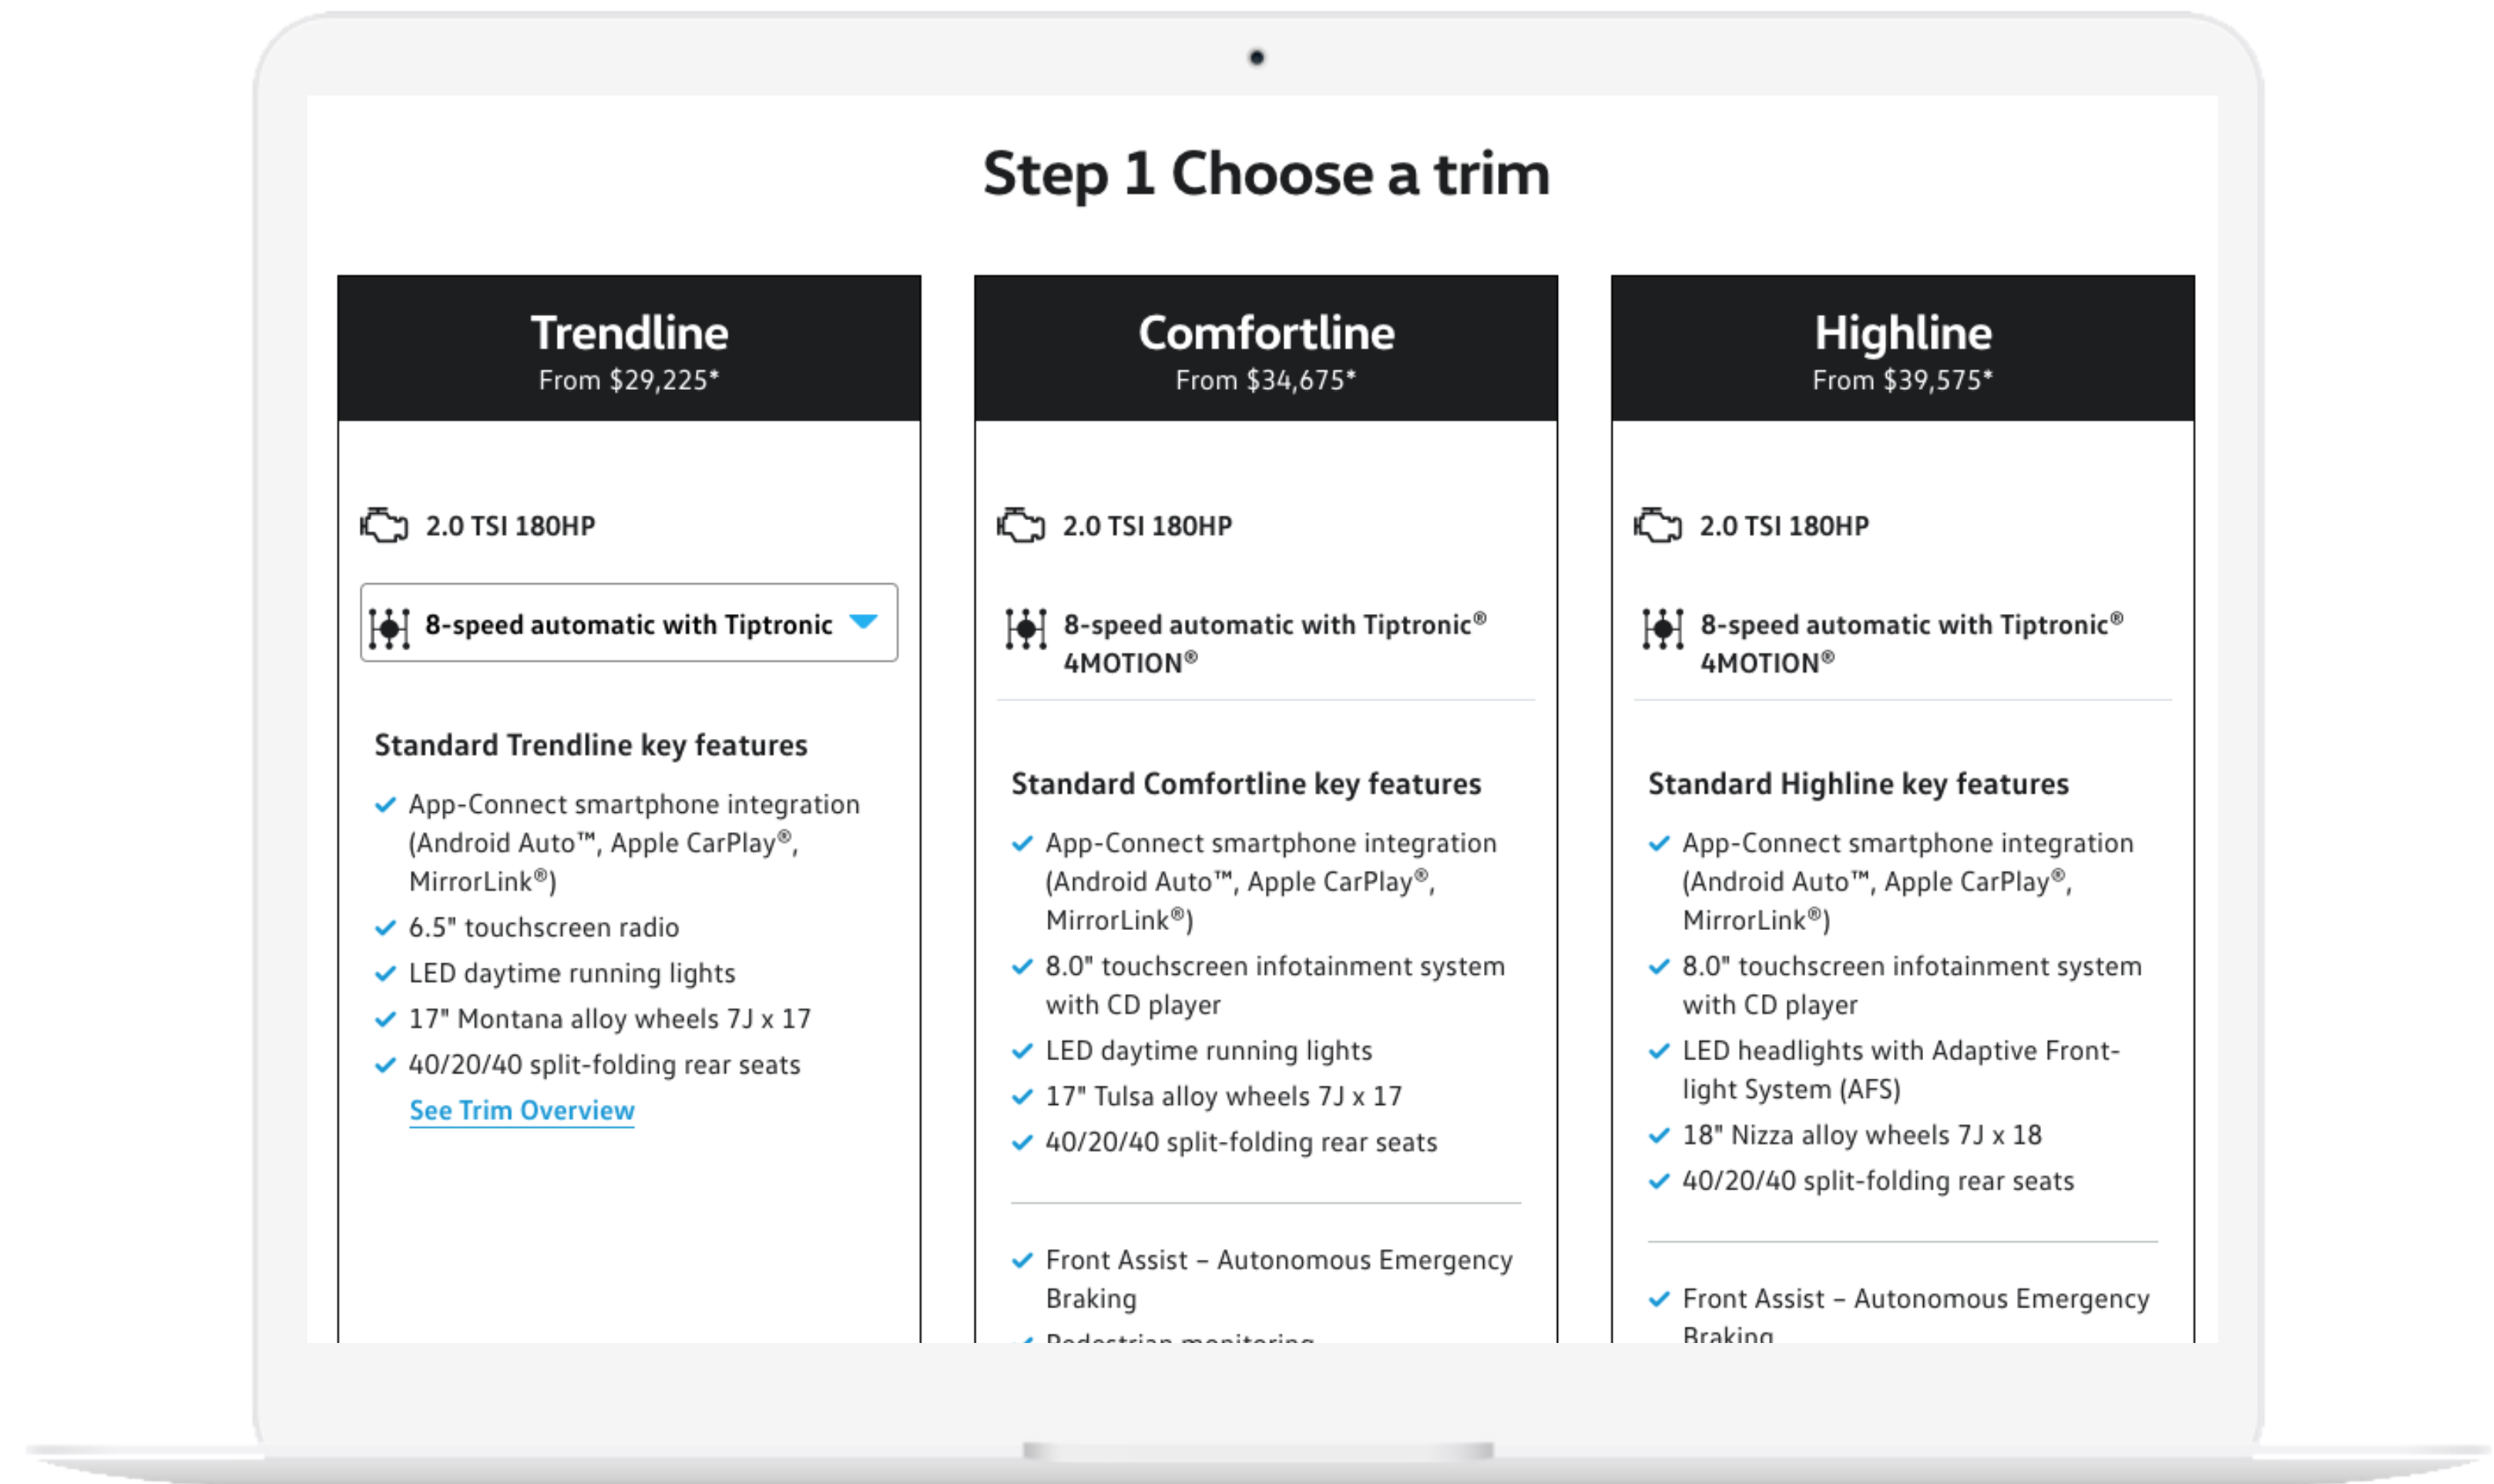 Step 1 Choose a trim
Trendline
From $29,225*
2.0 TSI 180HP
8-speed automatic with Tiptronic
Standard Trendline key features
App-Connect smartphone integration
(Android Auto™, Apple CarPlay®,
MirrorLink®)
6.5" touchscreen radio
LED daytime running lights
17" Montana alloy wheels 7J x 17
40/20/40 split-folding rear seats
See Trim Overview
Comfortline
From $34,675*
2.0 TSI 180HP
8-speed automatic with Tiptronic®
4MOTION®
Standard Comfortline key features
App-Connect smartphone integration
(Android Auto™, Apple CarPlay®,
MirrorLink®)
8.0" touchscreen infotainment system
with CD player
LED daytime running lights
17" Tulsa alloy wheels 7J x 17
40/20/40 split-folding rear seats
Front Assist – Autonomous Emergency
Braking
Pedestrian monitoring
Highline
From $39,575*
2.0 TSI 180HP
8-speed automatic with Tiptronic®
4MOTION®
Standard Highline key features
App-Connect smartphone integration
(Android Auto™, Apple CarPlay®,
MirrorLink®)
8.0" touchscreen infotainment system
with CD player
LED headlights with Adaptive Front-
light System (AFS)
18" Nizza alloy wheels 7J x 18
40/20/40 split-folding rear seats
Front Assist – Autonomous Emergency
Braking